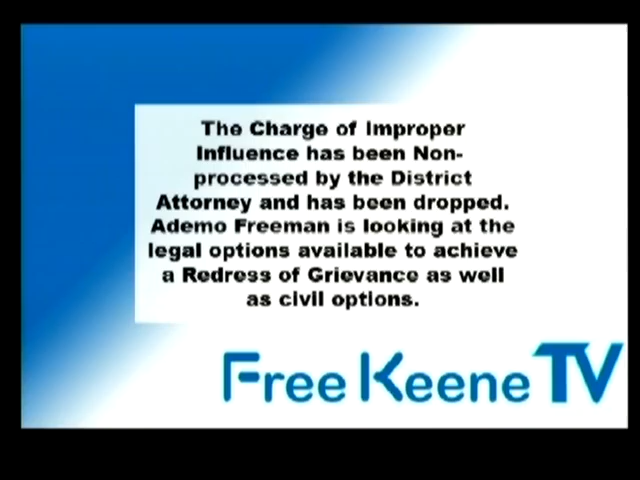 The Charge of Improper
Influence has been Non-
processed by the District
Attorney and has been dropped.
Ademo Freeman is looking at the
legal options available to achieve
a Redress of Grievance as well
as civil options.
Free Keene TV